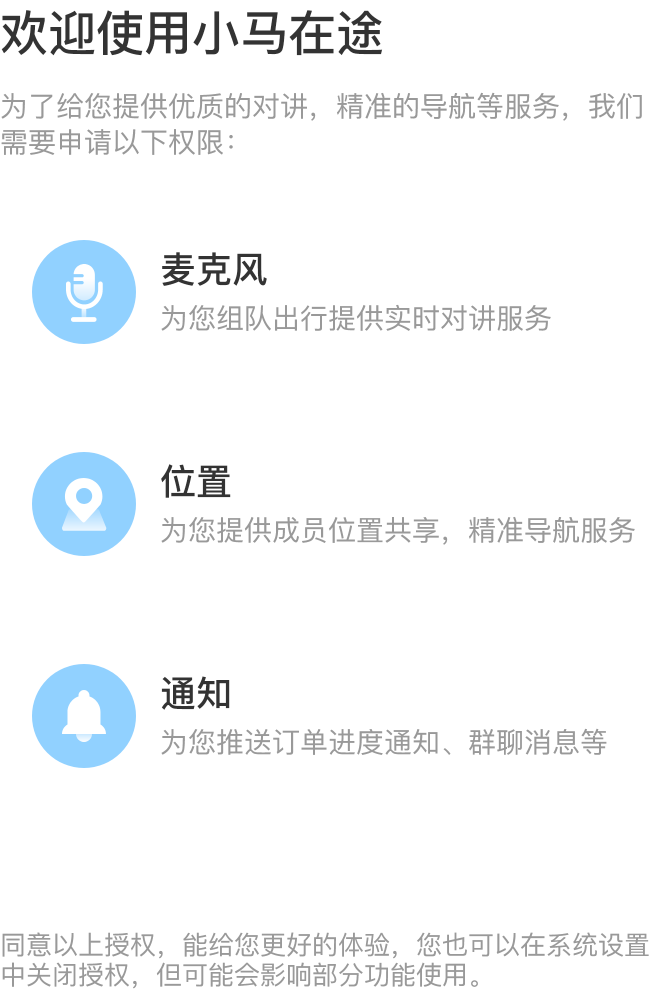 欢迎使用小马在途
为了给您提供优质的对讲，精准的导航等服务，我们
需要申请以下权限：
麦克风
为您组队出行提供实时对讲服务
位置
为您提供成员位置共享，精准导航服务
通知
为您推送订单进度通知、群聊消息等
同意以上授权，能给您更好的体验，您也可以在系统设置
中关闭授权，但可能会影响部分功能使用。